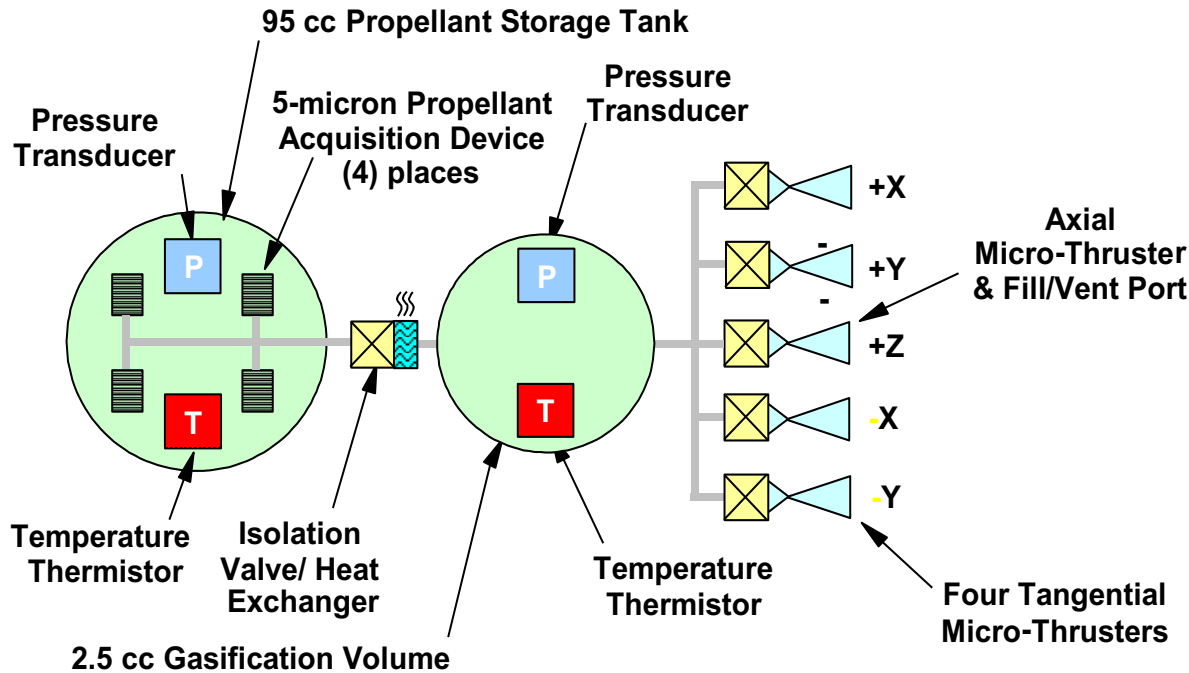 95 cc Propellant Storage Tank
Pressure
Transducer
5-micron Propellant
Acquisition Device
(4) places
Pressure
Transducer
P
T
P
T
+X
-
+Y
-
+Z
-X
-Y
Axial
Micro-Thruster
& Fill/Vent Port
Temperature
Thermistor
Isolation
Valve/ Heat
Exchanger
Temperature
Thermistor
Four Tangential
Micro-Thrusters
2.5 cc Gasification Volume